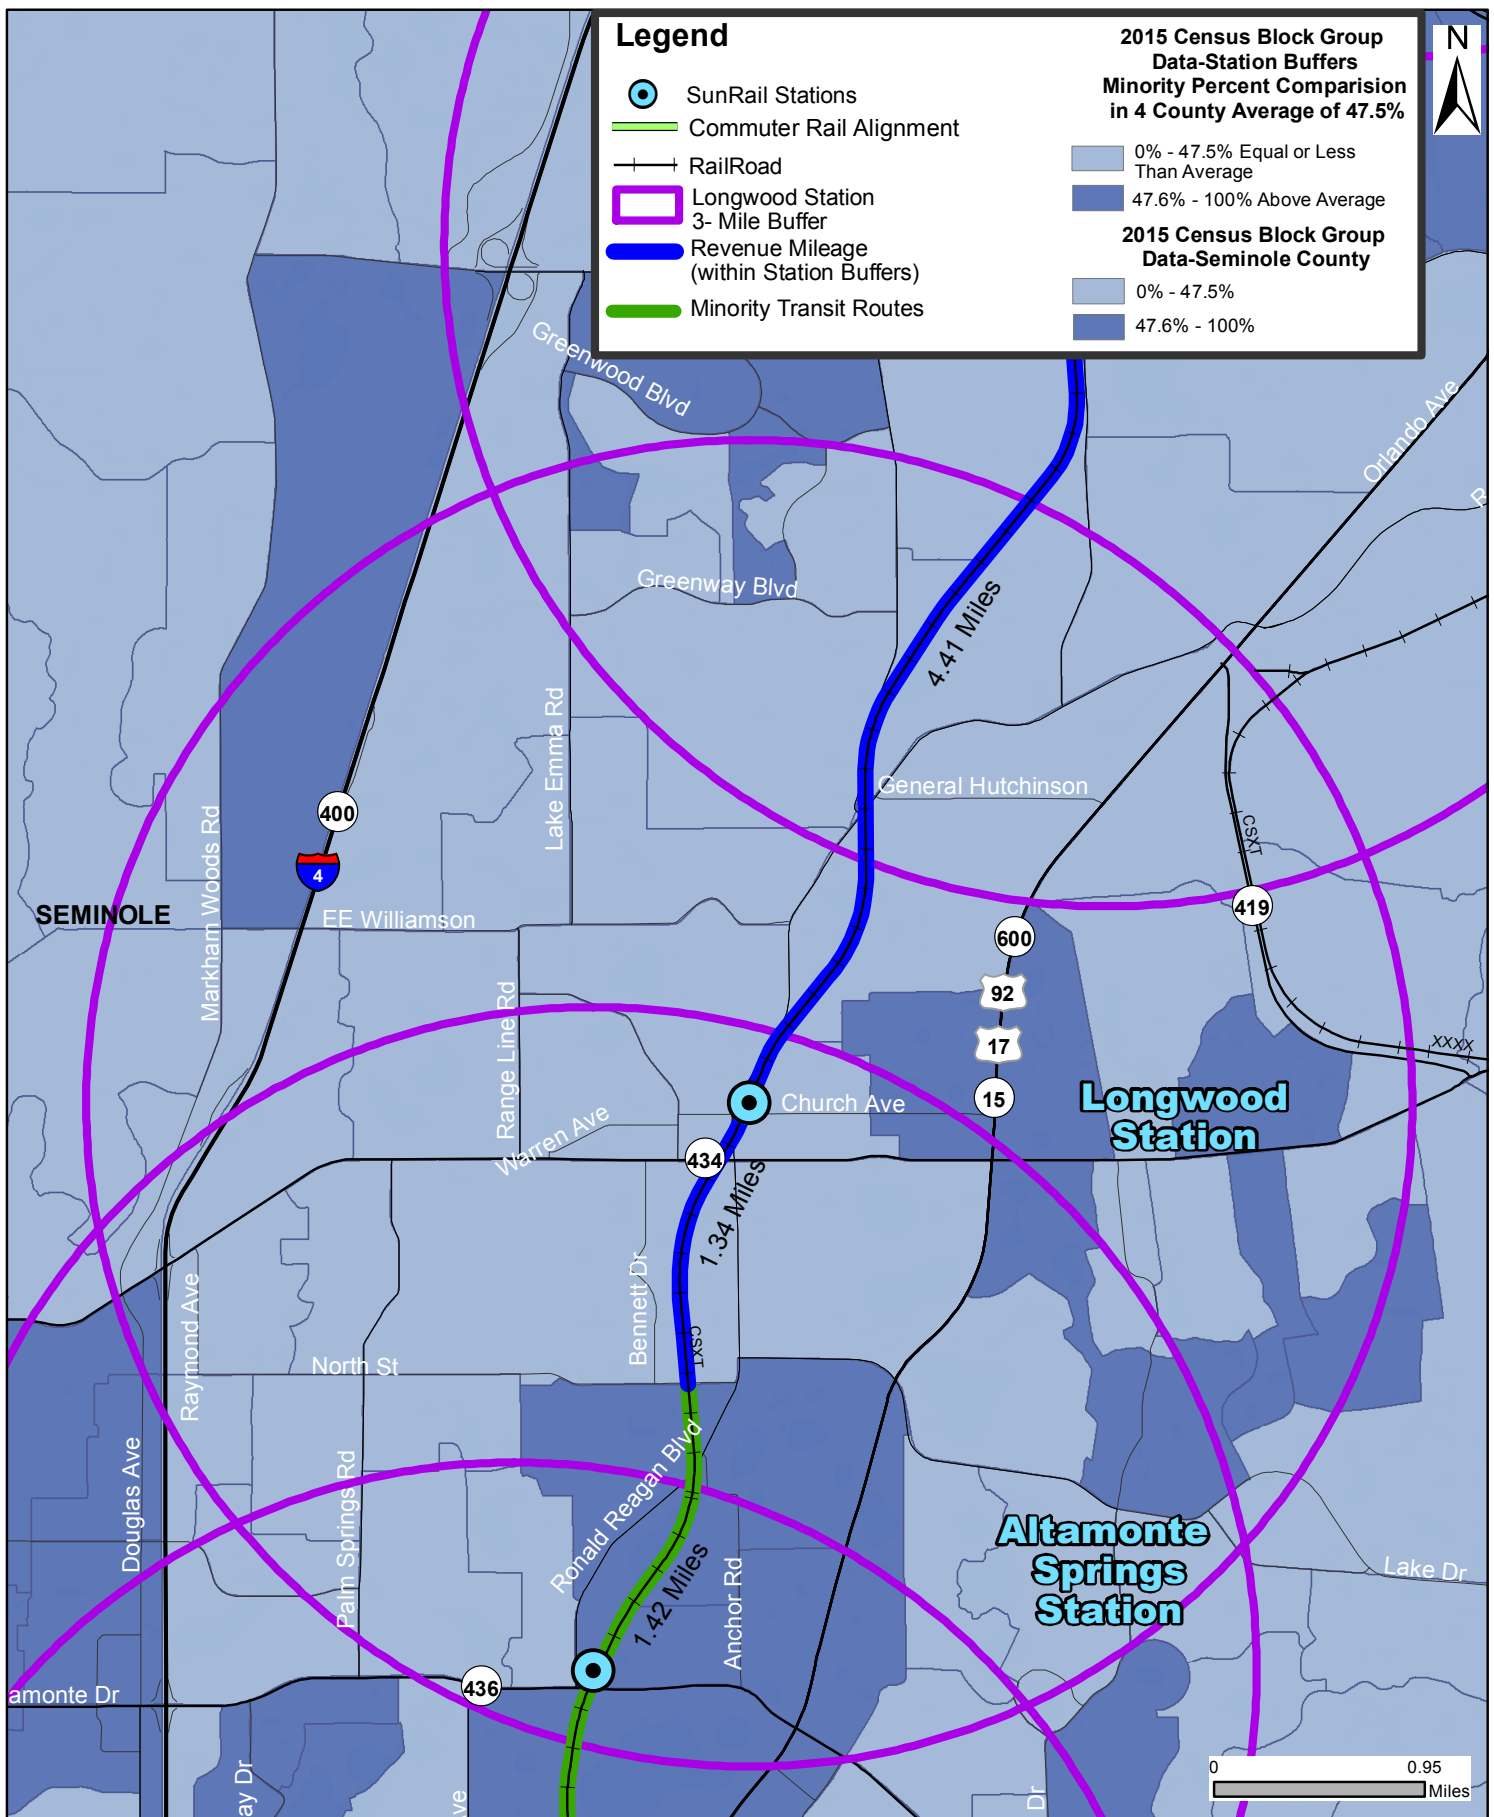 Legend
SunRail Stations
Commuter Rail Alignment
RailRoad
Longwood Station
3- Mile Buffer
Revenue Mileage
(within Station Buffers)
Minority Transit Routes
2015 Census Block Group
Data-Station Buffers
Minority Percent Comparision
in 4 County Average of 47.5%
0% - 47.5% Equal or Less
Than Average
47.6% - 100% Above Average
2015 Census Block Group
Data-Seminole County
0% - 47.5%
47.6% - 100%
N
Greenwood Blvd
Orlando Ave
R
Greenway Blvd
4.41 Miles
Lake Emma Rd
General Hutchinson
400
4
CSXT
Markham Woods Rd
SEMINOLE
EE Williamson
419
600
92
17
15
Range Line Rd
XXXX
Church Ave
Longwood
Station
Warren Ave
434
1.34 Miles
Bennett Dr
CSXT
Raymond Ave
North St
Ronald Reagan Blvd
Douglas Ave
Palm Springs Rd
1.42 Miles
Anchor Rd
Altamonte
Springs
Station
Lake Dr
amonte Dr
436
ay Dr
ve
Dr
0 0.95
Miles